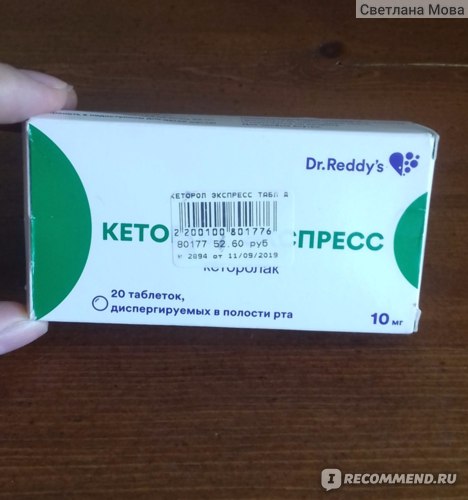 Светлана Мова
Dr.Reddy's
КЕТОРОЛ ЭКСПРЕСС ТАБЛ Д
2 200100 801776
80177 52.60 руб
2894 от 11/09/2019
КЕТО СПРЕСС
кеторолак
20 таблеток,
диспергируемых в полости рта
10 мг
IRECOMMEND.RU